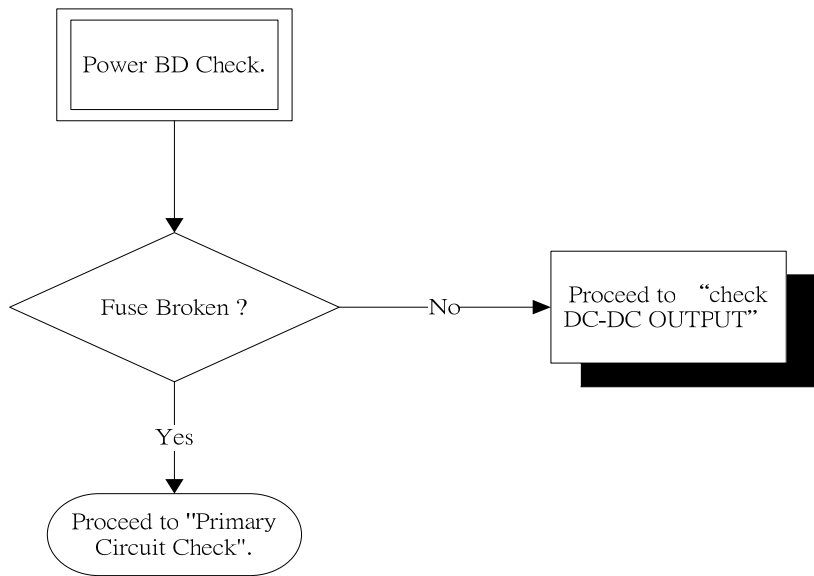 Power BD Check.
Fuse Broken ?
No
Proceed to “check
DC-DC OUTPUT”
Yes
Proceed to "Primary
Circuit Check".